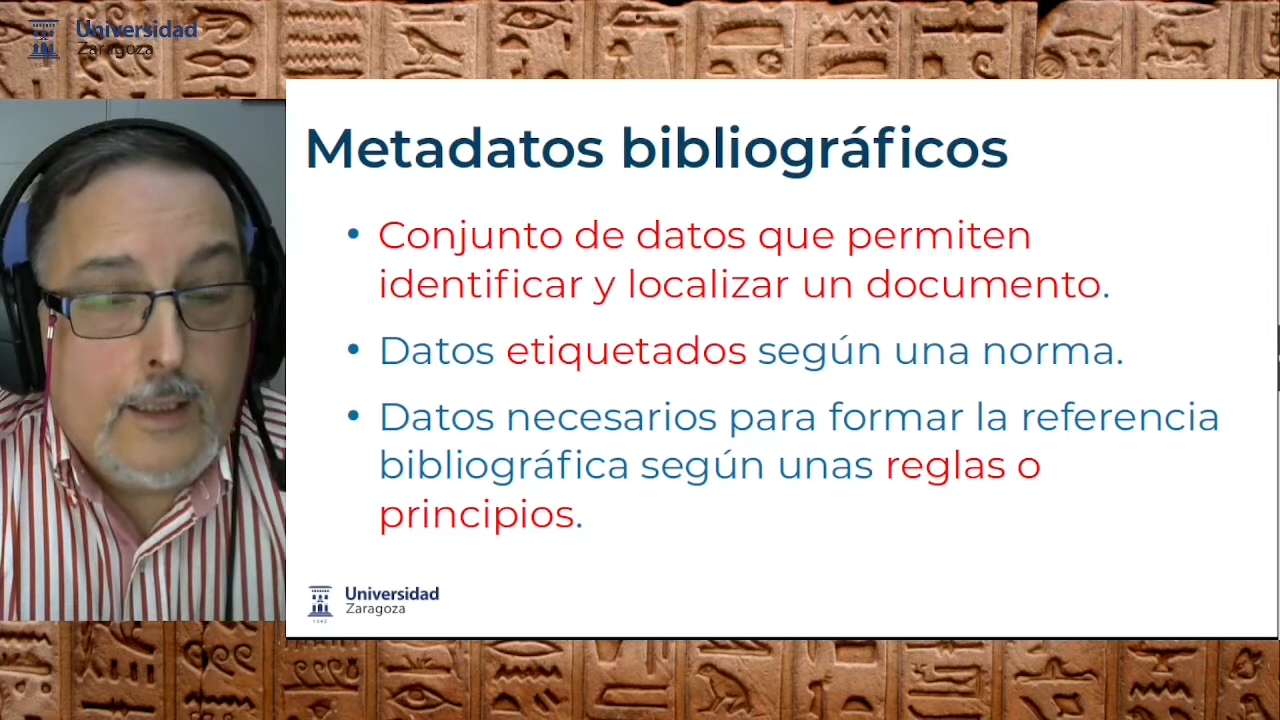 Universidad
Zaragoza
Metadatos bibliográficos
• Conjunto de datos que permiten
identificar y localizar un documento.
• Datos etiquetados según una norma.
• Datos necesarios para formar la referencia
bibliográfica según unas reglas o
principios.
Universidad
Zaragoza
1542